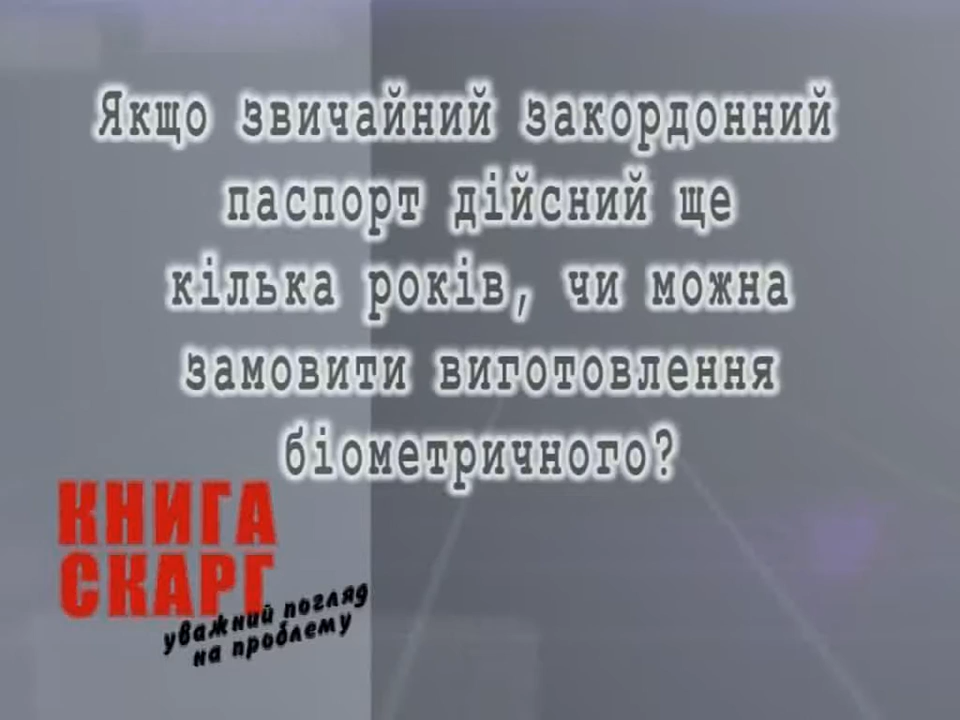 Якщо звичайний закордонний
паспорт дійсний ще
кілька років, чи можна
замовити виготовлення
біометричного?
КНИГА
СКАРГ
уважний погляд
на проблему